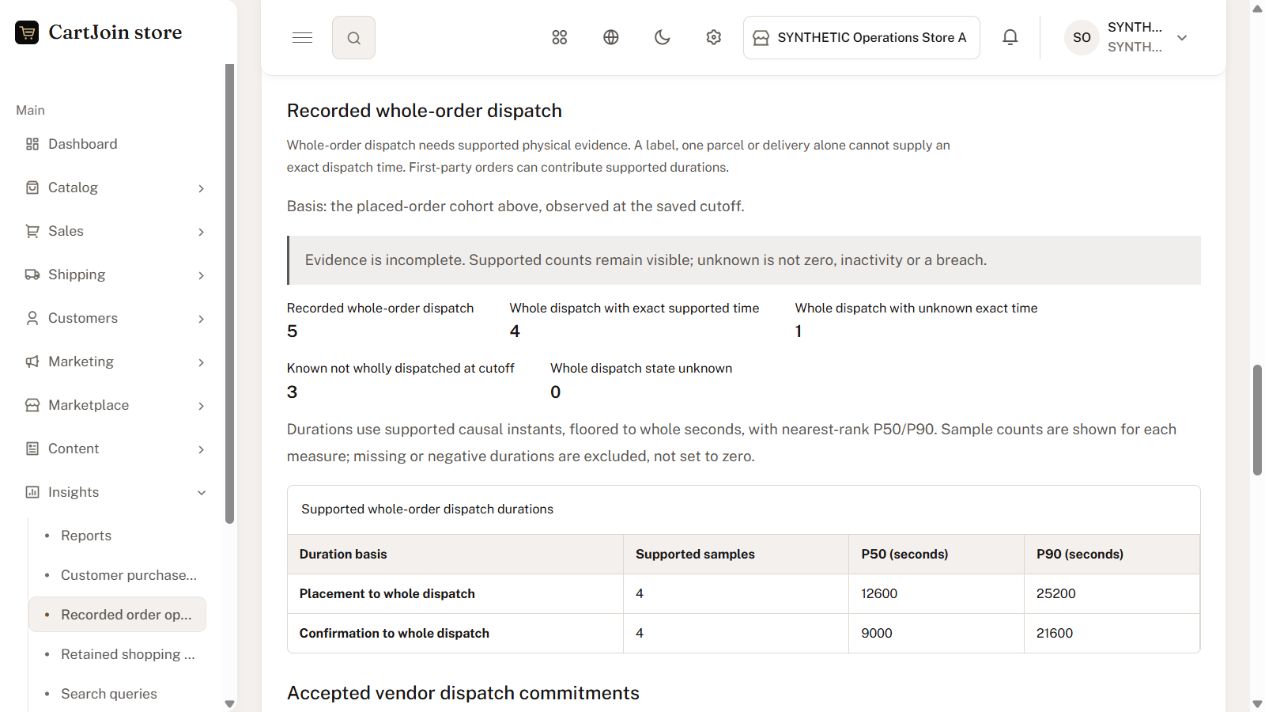 CartJoin store
SYNTHETIC Operations Store A
SO
SYNTH...
SYNTH...
Main
Dashboard
Catalog
Sales
Shipping
Customers
Marketing
Marketplace
Content
Insights
Reports
Customer purchase...
Recorded order op...
Retained shopping ...
Search queries
Recorded whole-order dispatch
Whole-order dispatch needs supported physical evidence. A label, one parcel or delivery alone cannot supply an
exact dispatch time. First-party orders can contribute supported durations.
Basis: the placed-order cohort above, observed at the saved cutoff.
Evidence is incomplete. Supported counts remain visible; unknown is not zero, inactivity or a breach.
Recorded whole-order dispatch
5
Whole dispatch with exact supported time
4
Whole dispatch with unknown exact time
1
Known not wholly dispatched at cutoff
3
Whole dispatch state unknown
0
Durations use supported causal instants, floored to whole seconds, with nearest-rank P50/P90. Sample counts are shown for each
measure; missing or negative durations are excluded, not set to zero.
Supported whole-order dispatch durations
Duration basis Supported samples P50 (seconds) P90 (seconds)
Placement to whole dispatch 4 12600 25200
Confirmation to whole dispatch 4 9000 21600
Accepted vendor dispatch commitments